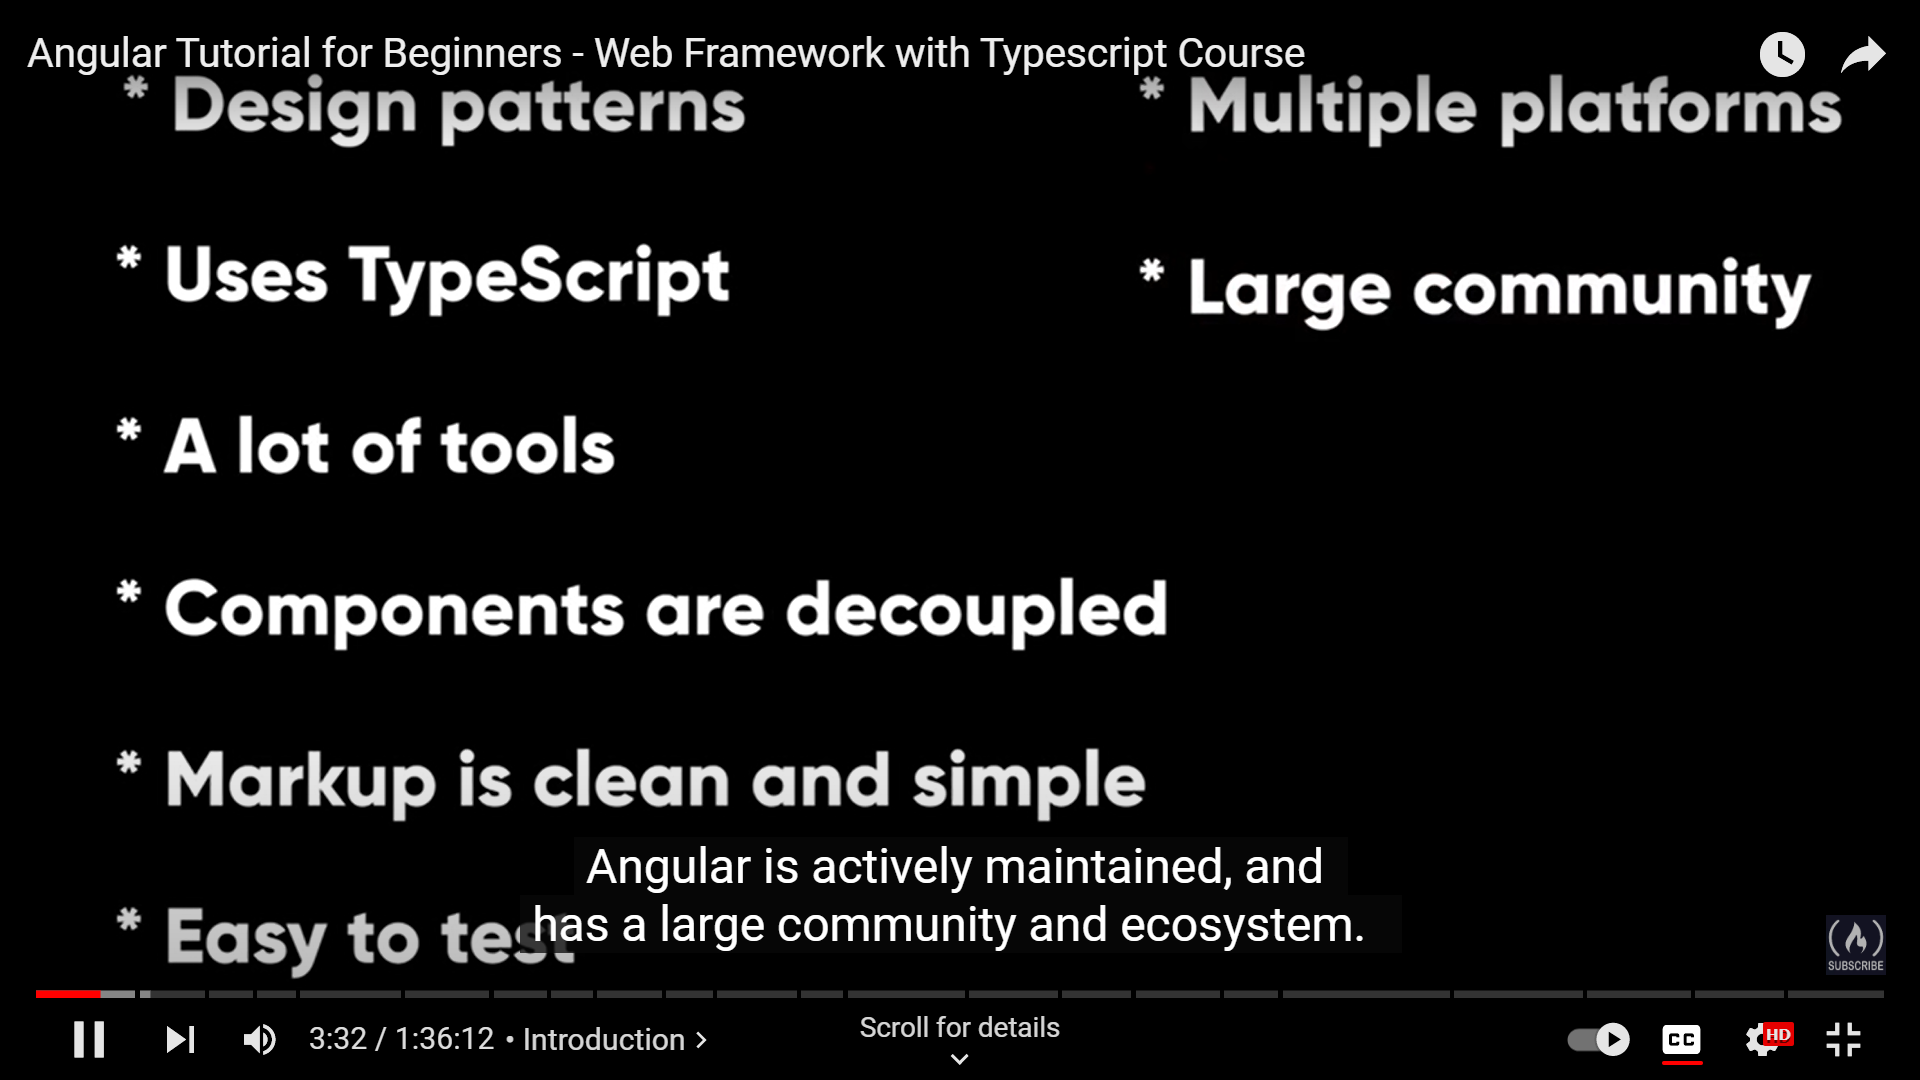 Angular Tutorial for Beginners - Web Framework with Typescript Course
* Design patterns
* Uses TypeScript
* A lot of tools
* Components are decoupled
* Markup is clean and simple
* Easy to test
* Multiple platforms
* Large community
Angular is actively maintained, and
has a large community and ecosystem.
SUBSCRIBE
3:32 / 1:36:12 • Introduction >
Scroll for details
CC
HD